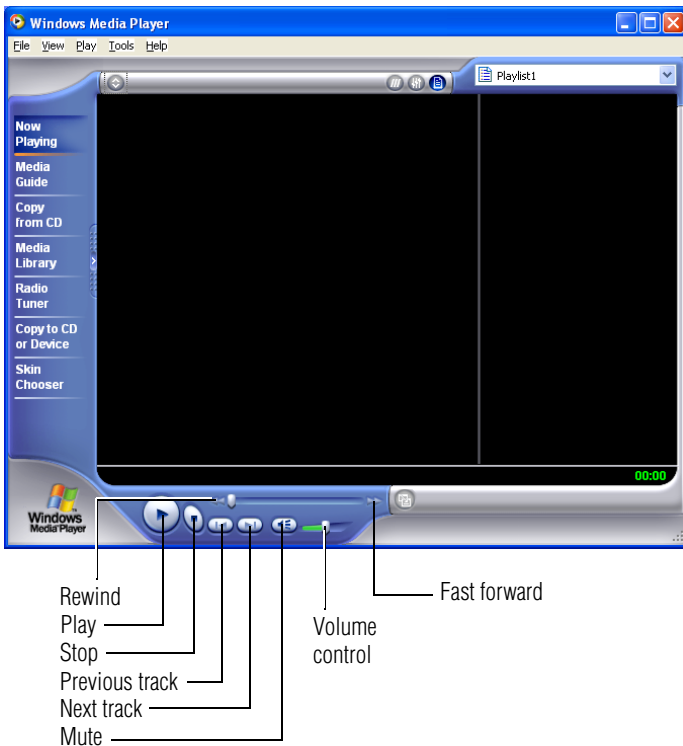 Windows Media Player
File View Play Tools Help
Playlist1
Now
Playing
Media
Guide
Copy
from CD
Media
Library
Radio
Tuner
Copy to CD
or Device
Skin
Chooser
00:00
Windows
Media Player
Rewind
Play
Stop
Previous track
Next track
Mute
Volume
control
Fast forward